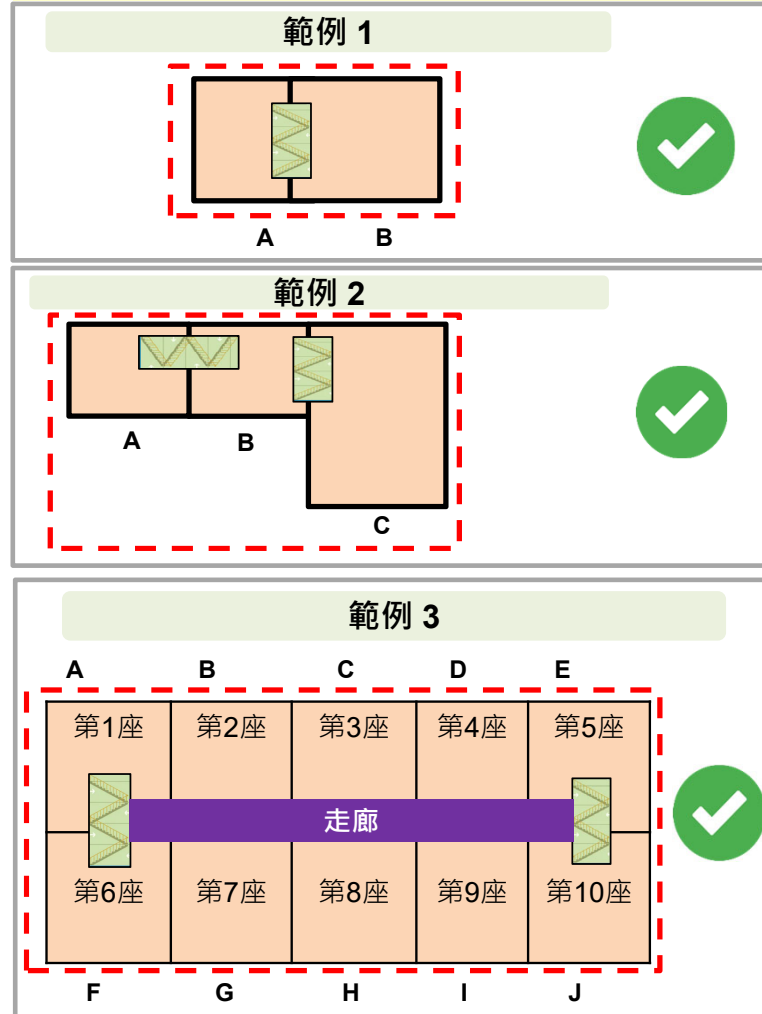 範例 1
A B
範例 2
A B
C
範例 3
A B C D E
第1座 第2座 第3座 第4座 第5座
走廊
第6座 第7座 第8座 第9座 第10座
F G H I J